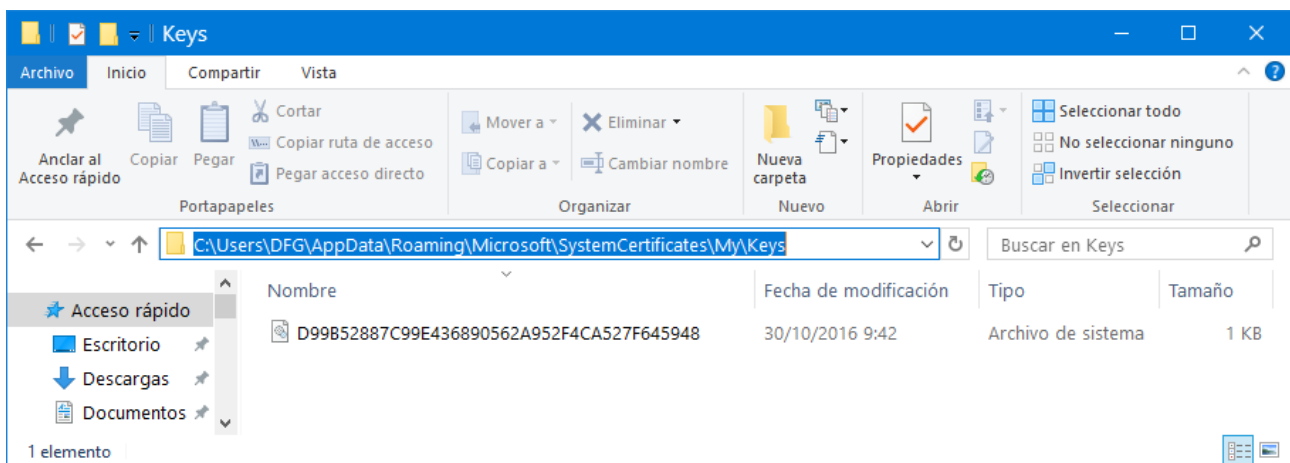 Keys
Archivo Inicio Compartir Vista
Anclar al Acceso rápido
Copiar
Pegar
Cortar
Copiar ruta de acceso
Pegar acceso directo
Portapapeles
Mover a
Copiar a
Eliminar
Cambiar nombre
Organizar
Nueva carpeta
Nuevo
Propiedades
Abrir
Seleccionar todo
No seleccionar ninguno
Invertir selección
Seleccionar
C:\Users\DFG\AppData\Roaming\Microsoft\SystemCertificates\My\Keys
Buscar en Keys
Acceso rápido
Escritorio
Descargas
Documentos
Nombre Fecha de modificación Tipo Tamaño
D99B52887C99E436890562A952F4CA527F645948 30/10/2016 9:42 Archivo de sistema 1 KB
1 elemento